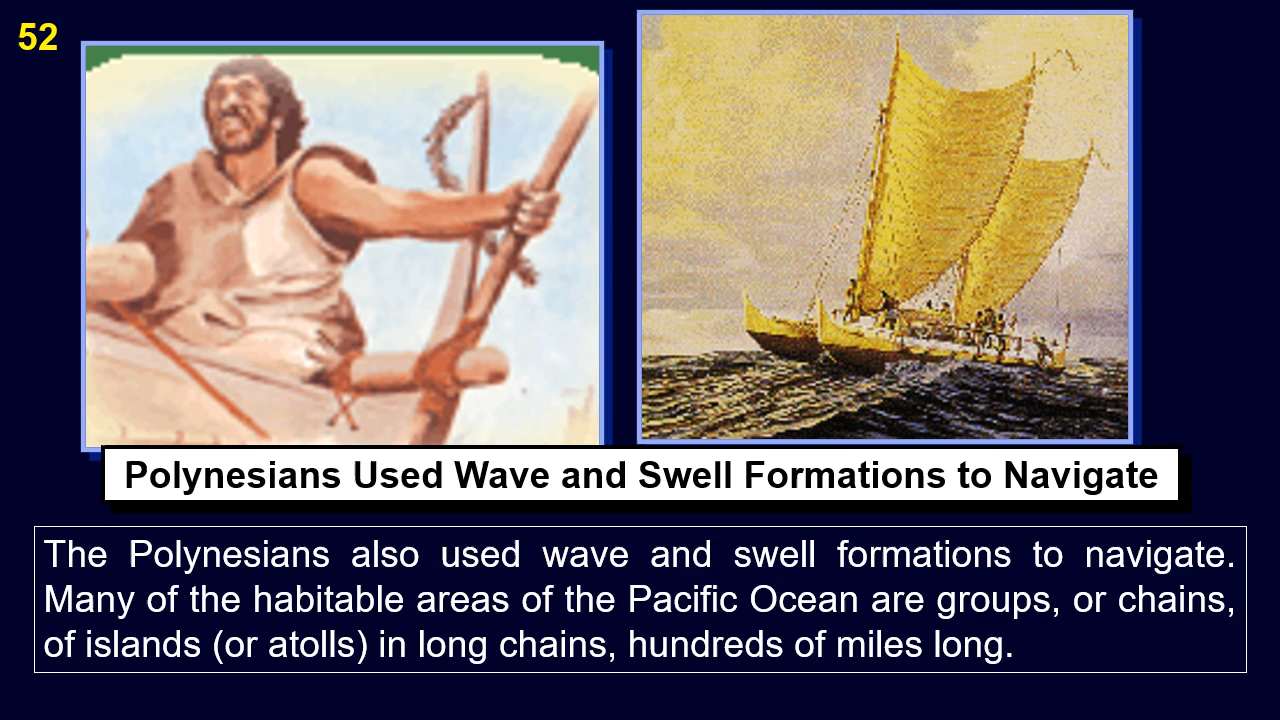 52
Polynesians Used Wave and Swell Formations to Navigate
The Polynesians also used wave and swell formations to navigate.
Many of the habitable areas of the Pacific Ocean are groups, or chains,
of islands (or atolls) in long chains, hundreds of miles long.